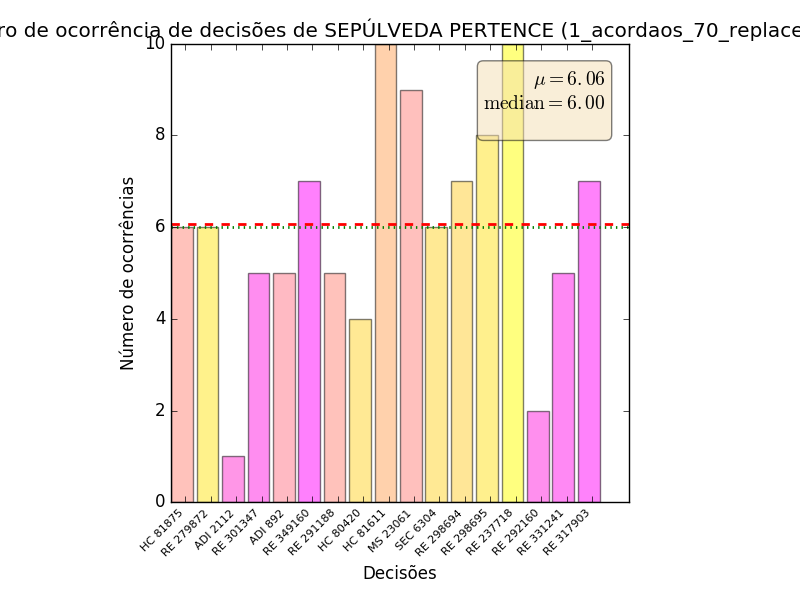 ro de ocorrência de decisões de SEPÚLVEDA PERTENCE (1_acordaos_70_replace
10
8
6
4
2
0
μ = 6.06
median = 6.00
Número de ocorrências
HC 81875
RE 279872
ADI 2112
RE 301347
ADI 892
RE 349160
RE 291188
HC 80420
HC 81611
MS 23061
SEC 6304
RE 298694
RE 298695
RE 237718
RE 292160
RE 331241
RE 317903
Decisões